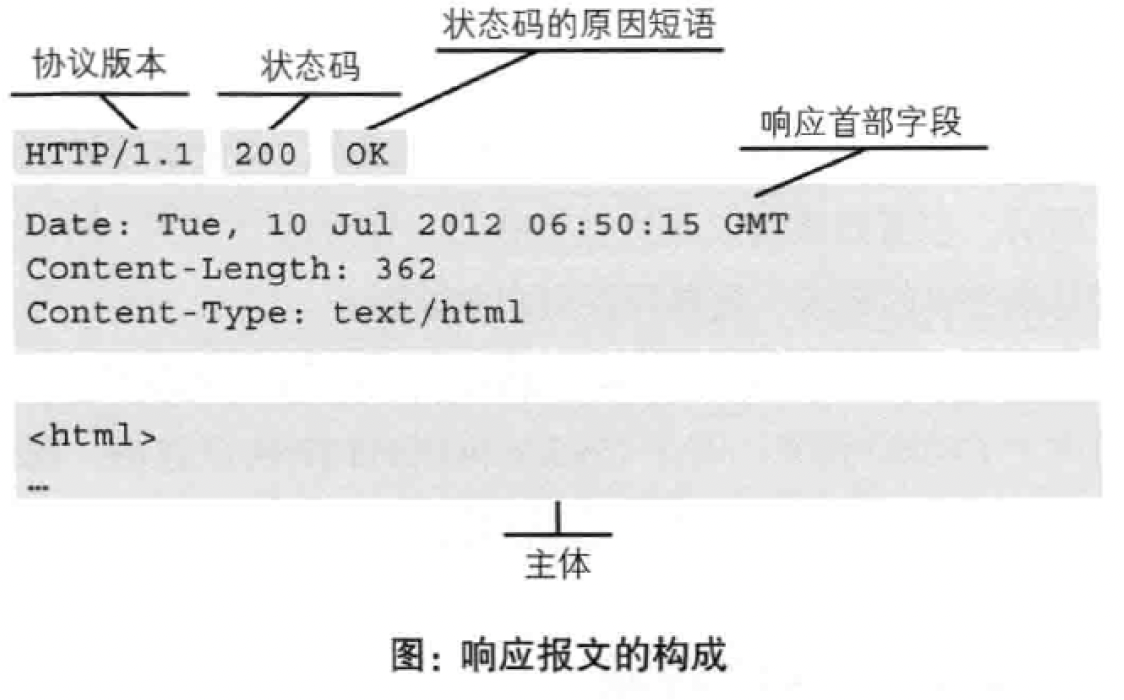 状态码的原因短语
协议版本 状态码
响应首部字段
HTTP/1.1 200 OK
Date: Tue, 10 Jul 2012 06:50:15 GMT
Content-Length: 362
Content-Type: text/html
<html>
…
主体
图：响应报文的构成